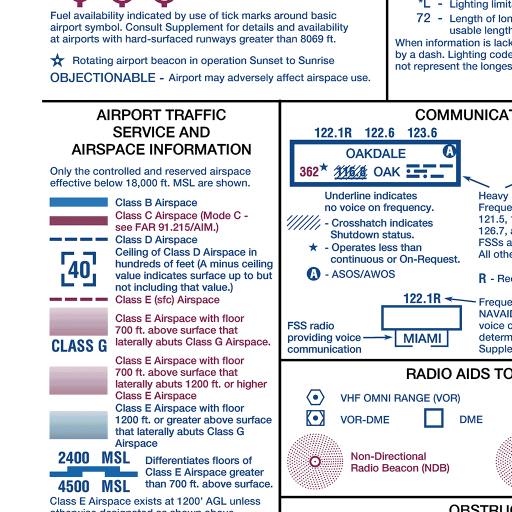 Fuel availability indicated by use of tick marks around basic
airport symbol. Consult Supplement for details and availability
at airports with hard-surfaced runways greater than 8069 ft.
Rotating airport beacon in operation Sunset to Sunrise
OBJECTIONABLE - Airport may adversely affect airspace use.
*L - Lighting limita
72 - Length of lon
usable length
When information is lack
by a dash. Lighting code
not represent the longes
AIRPORT TRAFFIC
SERVICE AND
AIRSPACE INFORMATION
Only the controlled and reserved airspace
effective below 18,000 ft. MSL are shown.
Class B Airspace
Class C Airspace (Mode C -
see FAR 91.215/AIM.)
Class D Airspace
40
Ceiling of Class D Airspace in
hundreds of feet (A minus ceiling
value indicates surface up to but
not including that value.)
Class E (sfc) Airspace
Class E Airspace with floor
700 ft. above surface that
laterally abuts Class G Airspace.
CLASS G
Class E Airspace with floor
700 ft. above surface that
laterally abuts 1200 ft. or higher
Class E Airspace
Class E Airspace with floor
1200 ft. or greater above surface
that laterally abuts Class G
Airspace
2400 MSL
4500 MSL
Differentiates floors of
Class E Airspace greater
than 700 ft. above surface.
Class E Airspace exists at 1200' AGL unless
otherwise designated as shown above.
COMMUNICAT
122.1R 122.6 123.6
A
OAKDALE
362* 116.8 OAK
Underline indicates
no voice on frequency.
- Crosshatch indicates
Shutdown status.
* - Operates less than
continuous or On-Request.
A - ASOS/AWOS
Heavy
Freque
121.5, 1
126.7, a
FSSs a
All othe
R - Rec
122.1R
FSS radio
providing voice
communication
MIAMI
Freque
NAVAID
voice c
determ
Supple
RADIO AIDS TO
VHF OMNI RANGE (VOR)
VOR-DME
DME
Non-Directional
Radio Beacon (NDB)
OBSTRUC